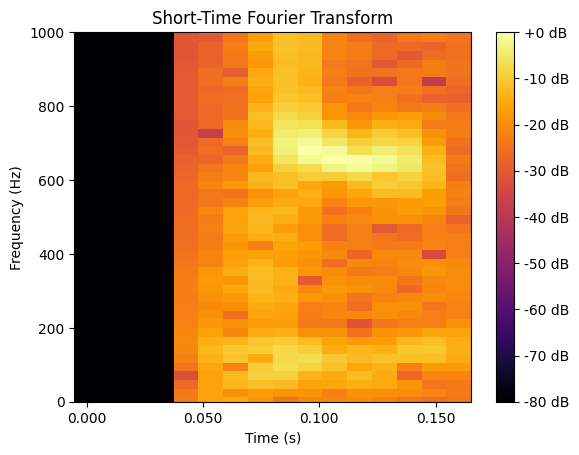 Short-Time Fourier Transform
1000
800
600
400
200
0
Frequency (Hz)
0.000
0.050
0.100
0.150
Time (s)
+0 dB
-10 dB
-20 dB
-30 dB
-40 dB
-50 dB
-60 dB
-70 dB
-80 dB